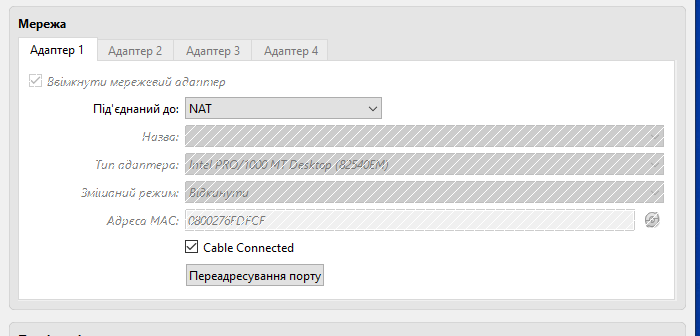 Мережа
Адаптер 1 Адаптер 2 Адаптер 3 Адаптер 4
Ввімкнути мережевий адаптер
Під'єднаний до: NAT
Назва:
Тип адаптера: Intel PRO/1000 MT Desktop (82540EM)
Змішаний режим: Відкинути
Адреса MAC: 0800276FDFCF
Cable Connected
Переадресування порту